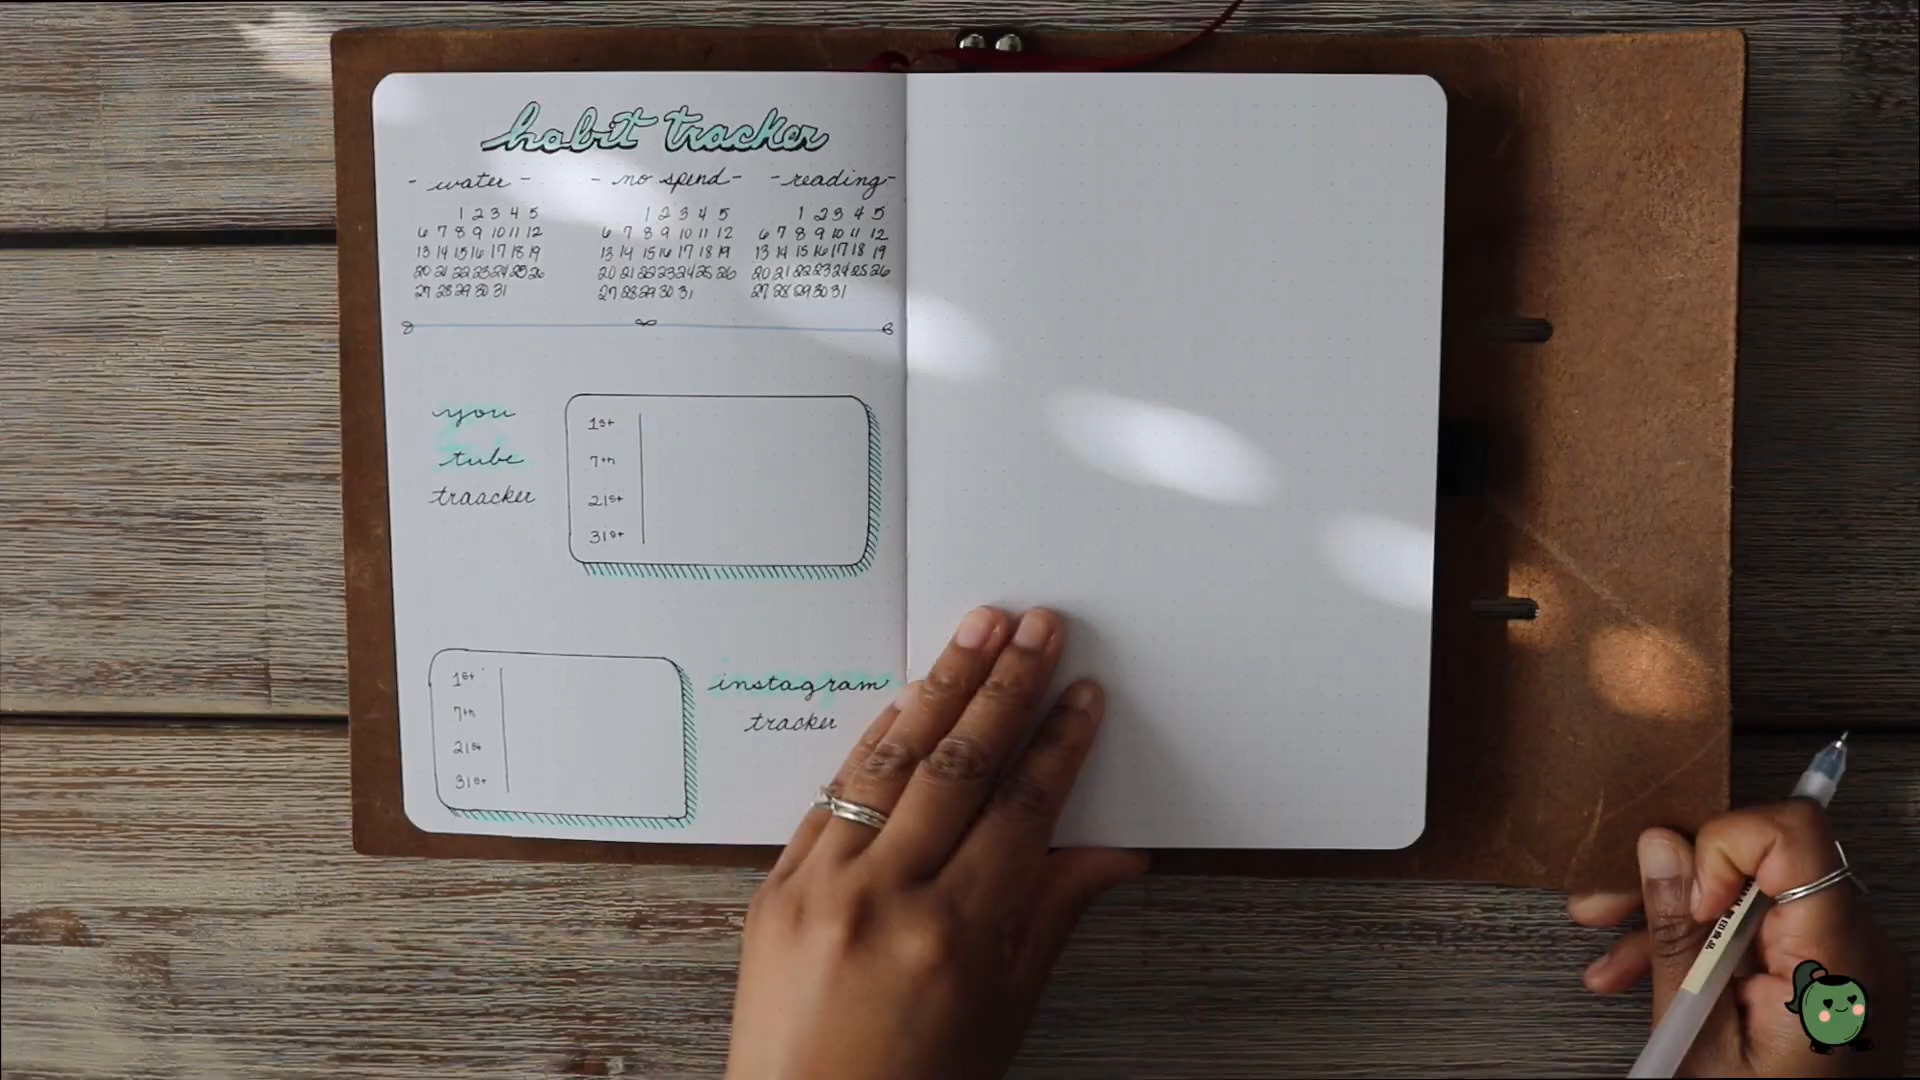 habit tracker
- water - - no spend - - reading -
1 2 3 4 5 1 2 3 4 5 1 2 3 4 5
6 7 8 9 10 11 12 6 7 8 9 10 11 12 6 7 8 9 10 11 12
13 14 15 16 17 18 19 13 14 15 16 17 18 19 13 14 15 16 17 18 19
20 21 22 23 24 25 26 20 21 22 23 24 25 26 20 21 22 23 24 25 26
27 28 29 30 31 27 28 29 30 31 27 28 29 30 31
you
tube
traacker
1st
7th
21st
31st
1st
7th
21st
31st
instagram
tracker